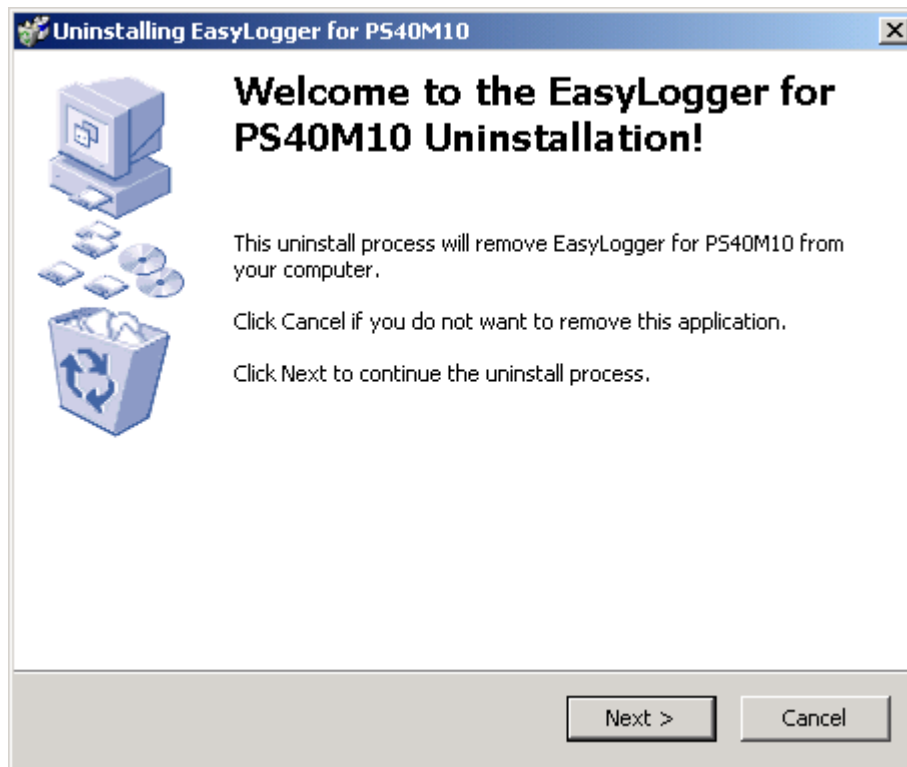 Uninstalling EasyLogger for PS40M10
Welcome to the EasyLogger for
PS40M10 Uninstallation!
This uninstall process will remove EasyLogger for PS40M10 from
your computer.
Click Cancel if you do not want to remove this application.
Click Next to continue the uninstall process.
Next >
Cancel